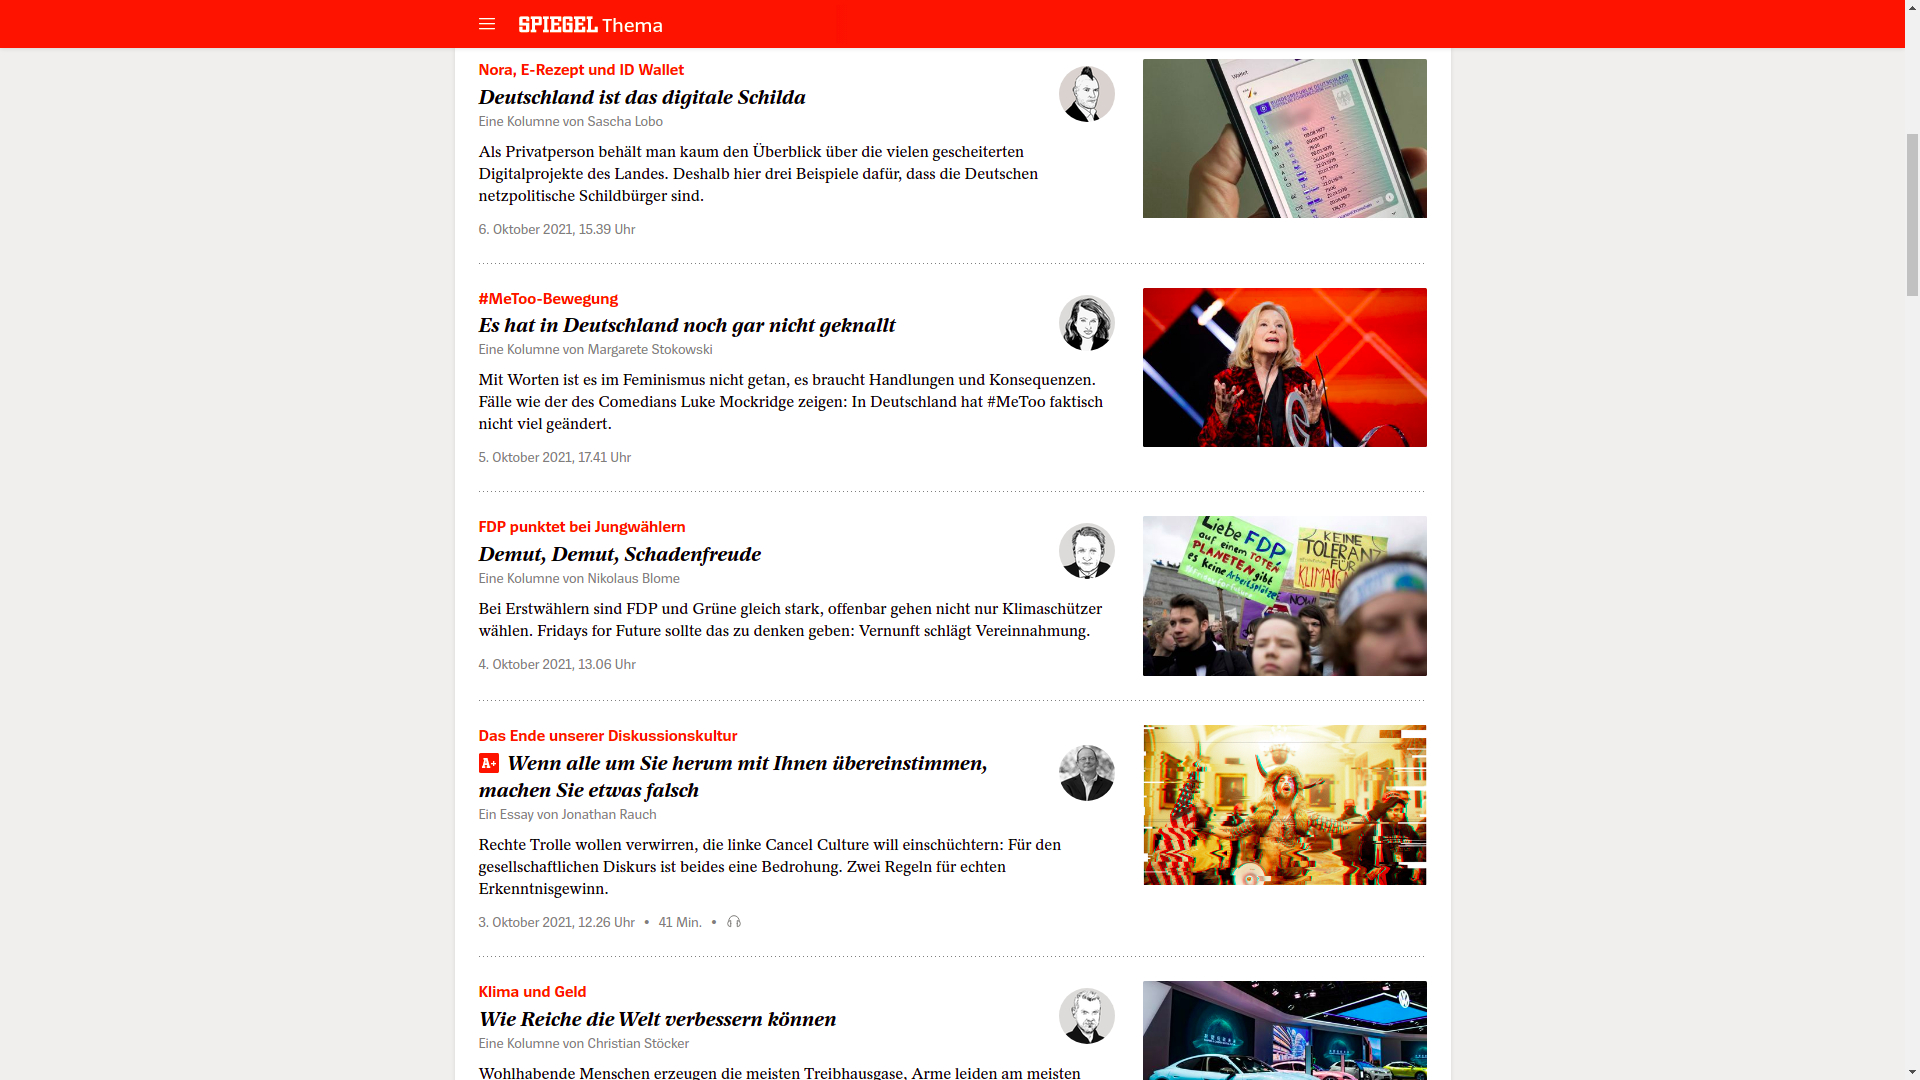 SPIEGEL Thema
Nora, E-Rezept und ID Wallet
Deutschland ist das digitale Schilda
Eine Kolumne von Sascha Lobo
Als Privatperson behält man kaum den Überblick über die vielen gescheiterten
Digitalprojekte des Landes. Deshalb hier drei Beispiele dafür, dass die Deutschen
netzpolitische Schildbürger sind.
6. Oktober 2021, 15.39 Uhr
Wallet
#MeToo-Bewegung
Es hat in Deutschland noch gar nicht geknallt
Eine Kolumne von Margarete Stokowski
Mit Worten ist es im Feminismus nicht getan, es braucht Handlungen und Konsequenzen.
Fälle wie der des Comedians Luke Mockridge zeigen: In Deutschland hat #MeToo faktisch
nicht viel geändert.
5. Oktober 2021, 17.41 Uhr
FDP punktet bei Jungwählern
Demut, Demut, Schadenfreude
Eine Kolumne von Nikolaus Blome
Bei Erstwählern sind FDP und Grüne gleich stark, offenbar gehen nicht nur Klimaschützer
wählen. Fridays for Future sollte das zu denken geben: Vernunft schlägt Vereinnahmung.
4. Oktober 2021, 13.06 Uhr
Liebe FDP
auf einem TOTEN
PLANETEN gibt
es keine Arbeitsplätze
KEINE
TOLERANZ
FÜR
NOW!
Das Ende unserer Diskussionskultur
A+ Wenn alle um Sie herum mit Ihnen übereinstimmen,
machen Sie etwas falsch
Ein Essay von Jonathan Rauch
Rechte Trolle wollen verwirren, die linke Cancel Culture will einschüchtern: Für den
gesellschaftlichen Diskurs ist beides eine Bedrohung. Zwei Regeln für echten
Erkenntnisgewinn.
3. Oktober 2021, 12.26 Uhr • 41 Min. •
Klima und Geld
Wie Reiche die Welt verbessern können
Eine Kolumne von Christian Stöcker
Wohlhabende Menschen erzeugen die meisten Treibhausgase, Arme leiden am meisten